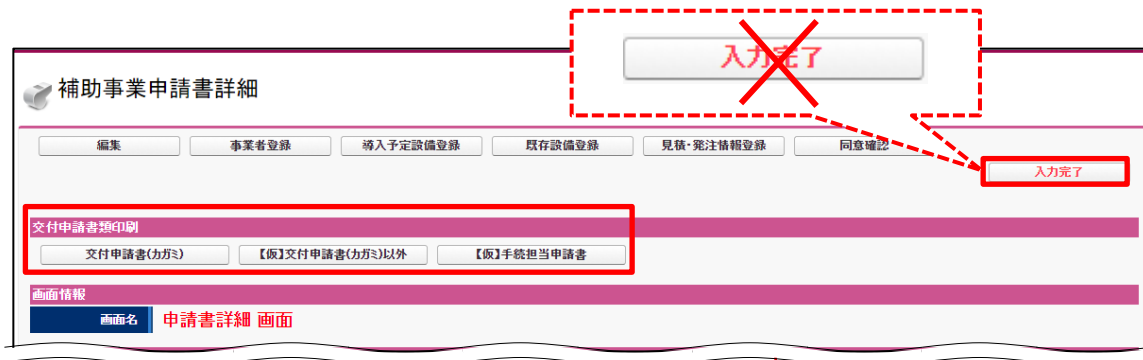 入力完了
補助事業申請書詳細
編集 事業者登録 導入予定設備登録 既存設備登録 見積・発注情報登録 同意確認
入力完了
交付申請書類印刷
交付申請書(カガミ) 【仮】交付申請書(カガミ)以外 【仮】手続担当申請書
画面情報
画面名 申請書詳細 画面